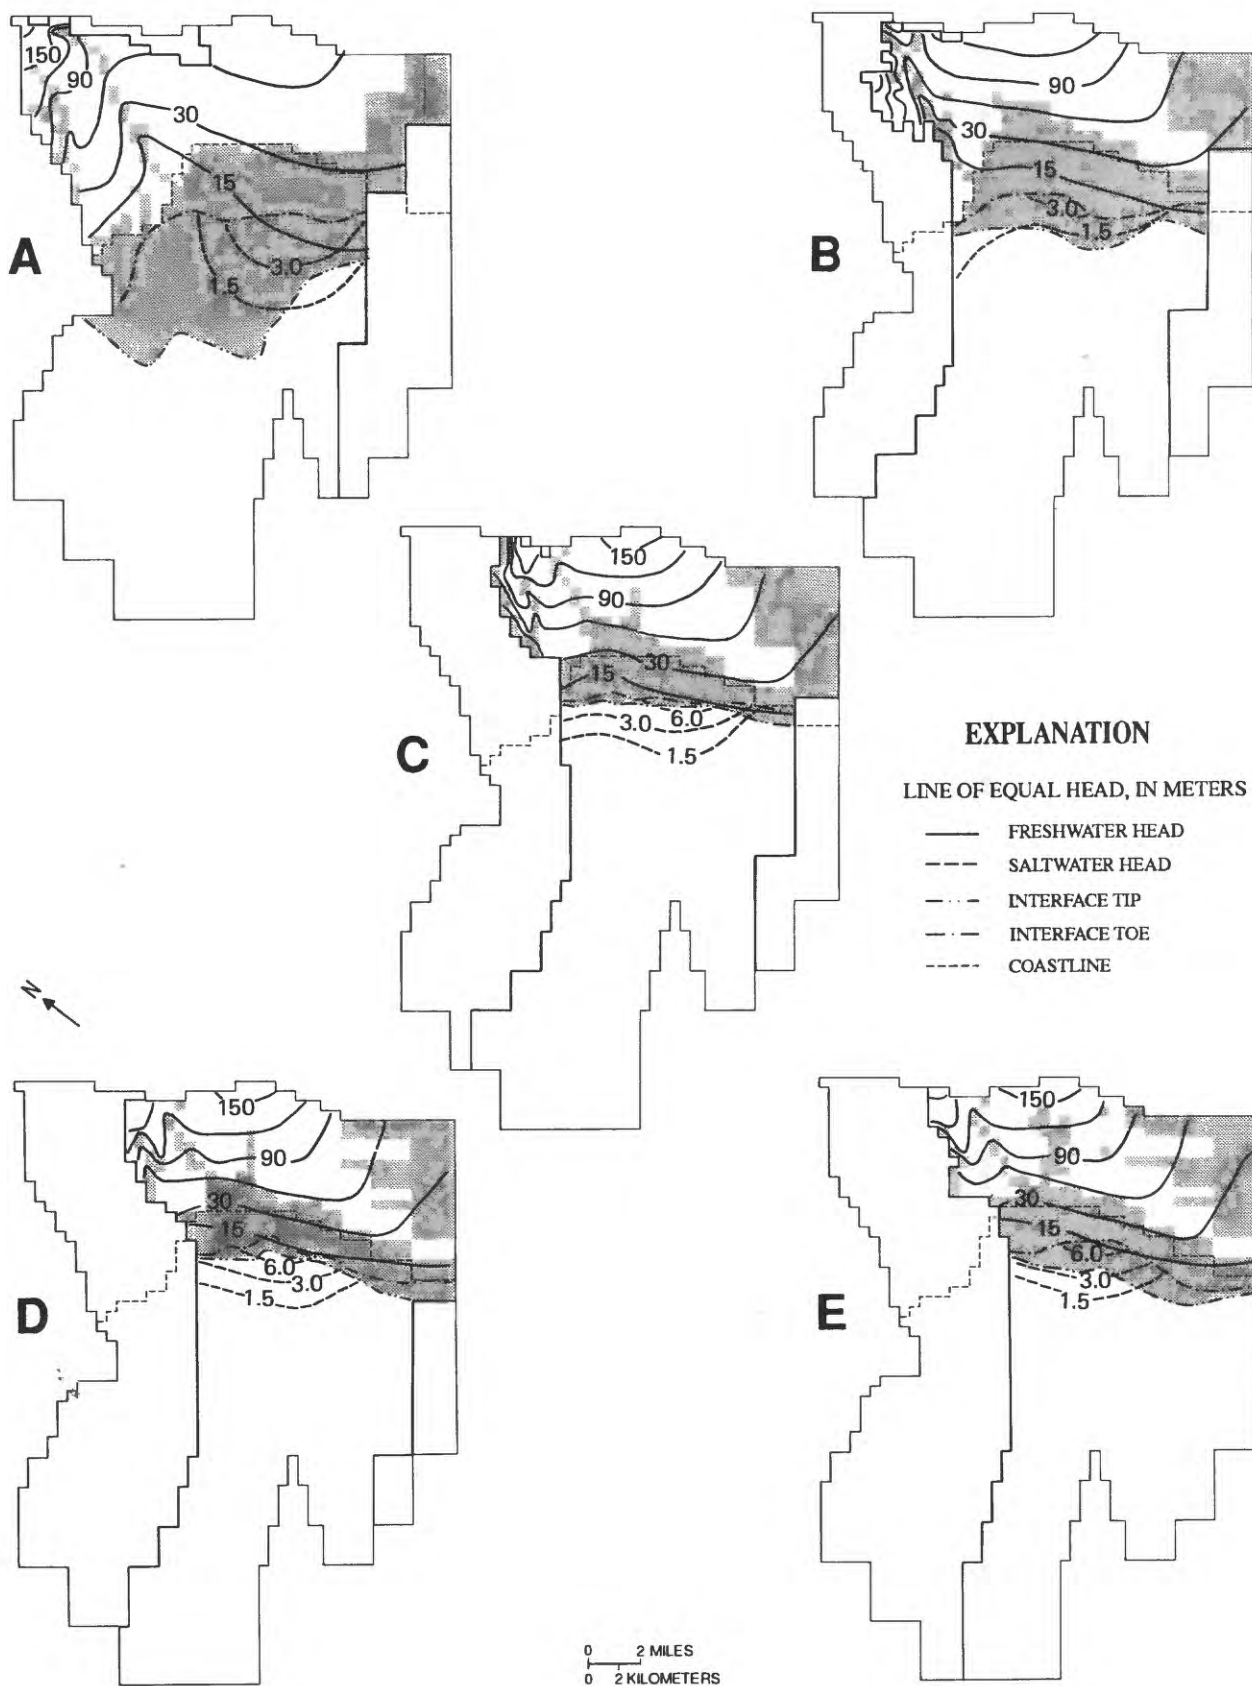 150
90
30
15
3.0
1.5
A
90
30
15
3.0
1.5
B
150
90
30
15
3.0 6.0
1.5
C
EXPLANATION
LINE OF EQUAL HEAD, IN METERS
FRESHWATER HEAD
SALTWATER HEAD
INTERFACE TIP
INTERFACE TOE
COASTLINE
N
150
90
30
15
6.0
3.0
1.5
D
150
90
30
15
6.0
3.0
1.5
E
0 2 MILES
0 2 KILOMETERS